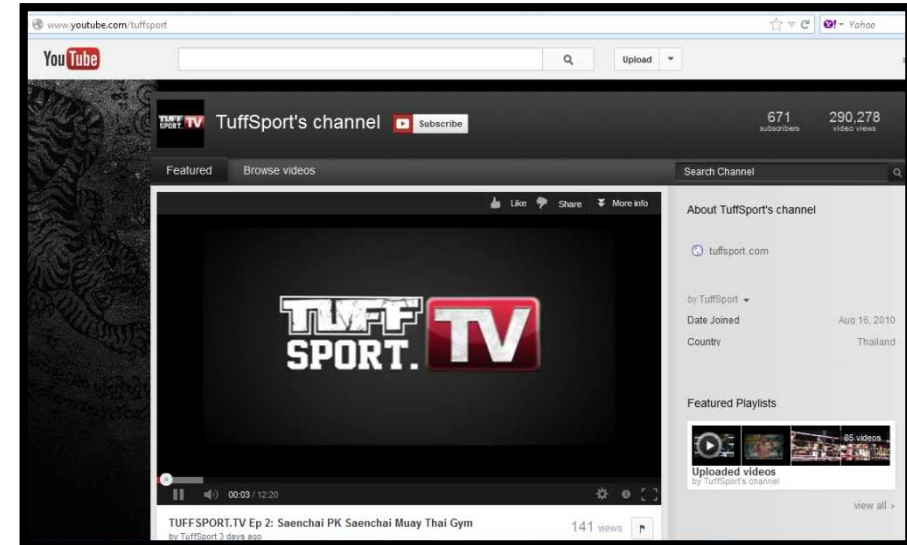 www.youtube.com/tuffsport
Yahoo
YouTube
Upload
TUFF SPORT. TV
TuffSport's channel
Subscribe
671 subscribers
290,278 video views
Featured
Browse videos
Search Channel
Like
Share
More info
About TuffSport's channel
tuffsport.com
by TuffSport
Date Joined Aug 16, 2010
Country Thailand
TUFF
SPORT. TV
Featured Playlists
85 videos
Uploaded videos
by TuffSport's channel
view all ›
00:03 / 12:20
TUFFSPORT.TV Ep 2: Saenchai PK Saenchai Muay Thai Gym
by TuffSport 3 days ago
141 views